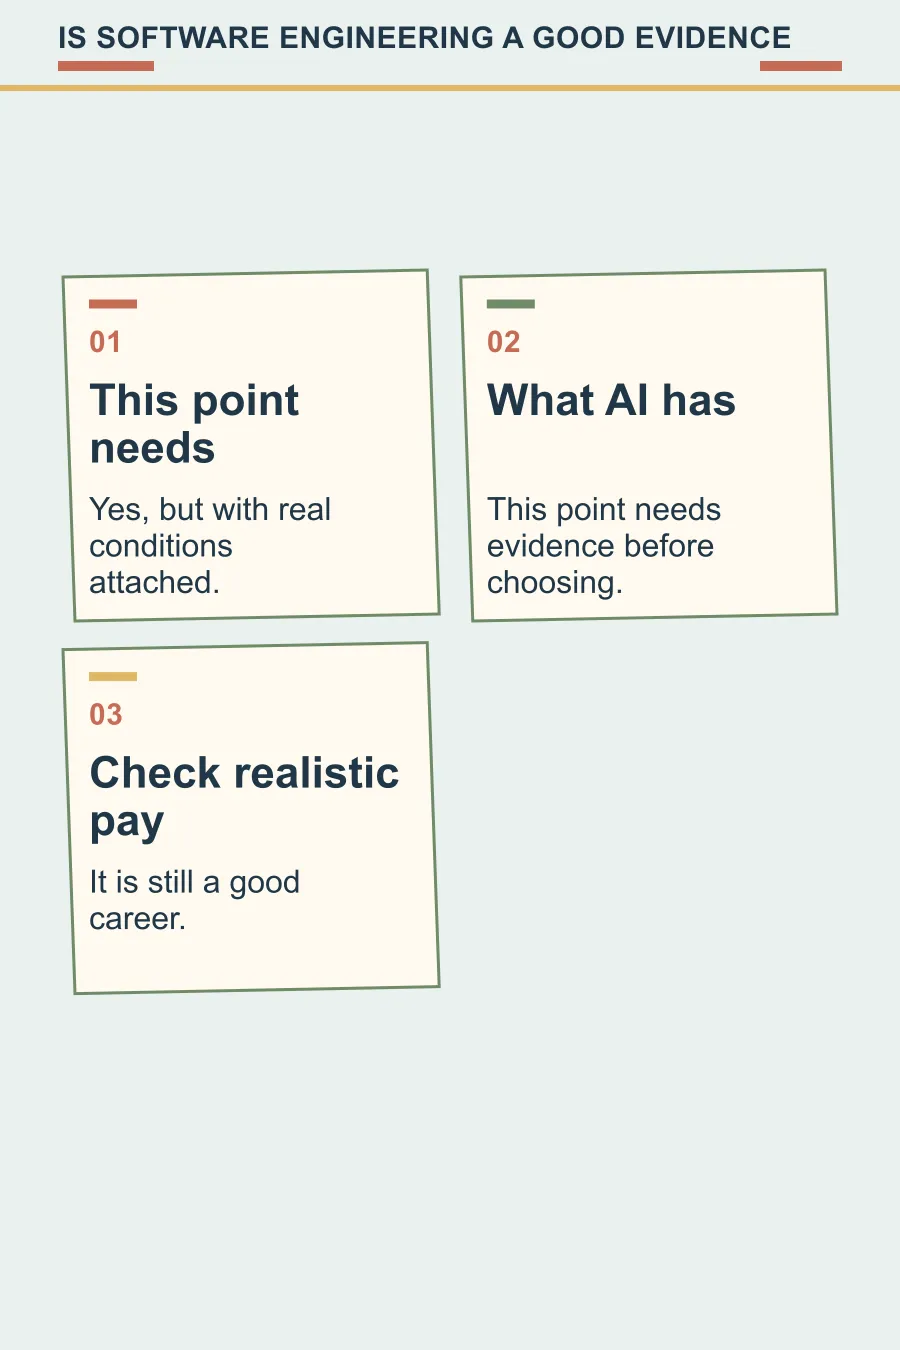 IS SOFTWARE ENGINEERING A GOOD EVIDENCE
01
This point
needs
Yes, but with real
conditions
attached.
02
What AI has
This point needs
evidence before
choosing.
03
Check realistic
pay
It is still a good
career.